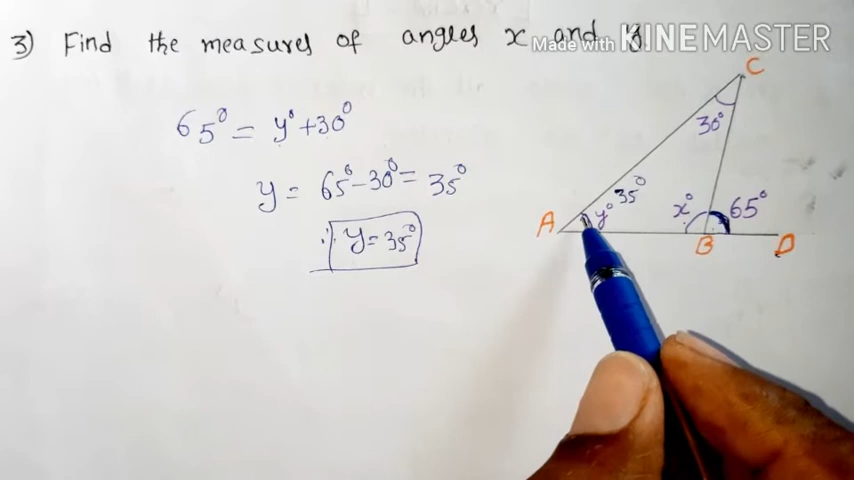 3) Find the measures of angles x and y
Made with KINEMASTER
65° = y° + 30°
y = 65° - 30° = 35°
∴ y = 35°
C
30°
35°
A
y°
x°
65°
B
D